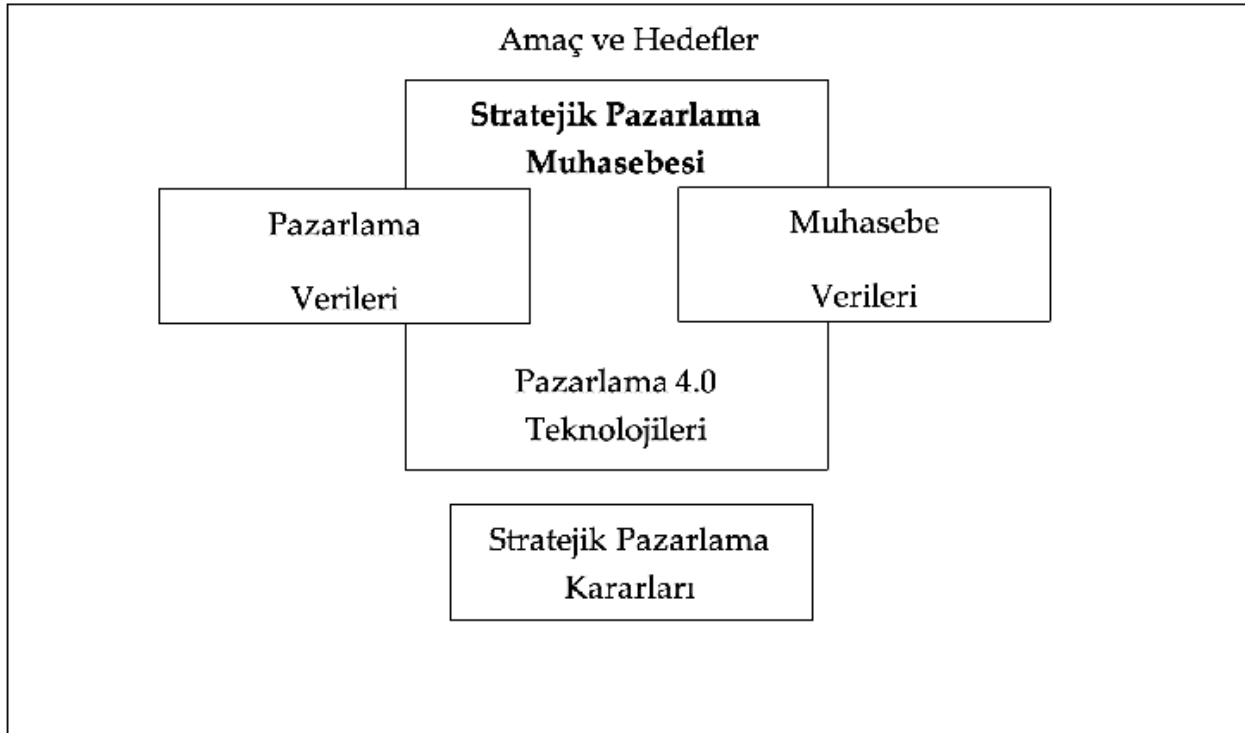 Amaç ve Hedefler
Stratejik Pazarlama
Muhasebesi
Pazarlama
Verileri
Muhasebe
Verileri
Pazarlama 4.0
Teknolojileri
Stratejik Pazarlama
Kararları